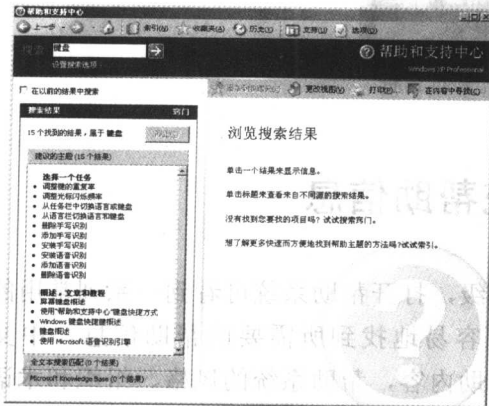 帮助和支持中心
上一步
索引(N)
收藏夹(A)
历史(I)
支持(U)
选项(O)
键盘
设置搜索选项
帮助和支持中心
Windows XP Professional
在以前的结果中搜索
更改视图(V)
打印(P)...
在内容中寻找(O)
搜索结果
窍门
15 个找到的结果，属于 键盘
建议的主题 (15 个结果)
选择一个任务
调整键的重复率
调整光标闪烁频率
从任务栏中切换语言或键盘
从语言栏切换语言和键盘
删除手写识别
添加手写识别
安装手写识别
安装语音识别
添加语音识别
删除语音识别
概述，文章和教程
屏幕键盘概述
使用“帮助和支持中心”键盘快捷方式
Windows 键盘快捷键概述
键盘概述
使用 Microsoft 语音识别引擎
全文本搜索匹配 (0 个结果)
Microsoft Knowledge Base (0 个结果)
浏览搜索结果
单击一个结果来显示信息。
单击标题来查看来自不同源的搜索结果。
没有找到您要找的项目吗？试试搜索窍门。
想了解更多快速而方便地找到帮助主题的方法吗?试试索引。